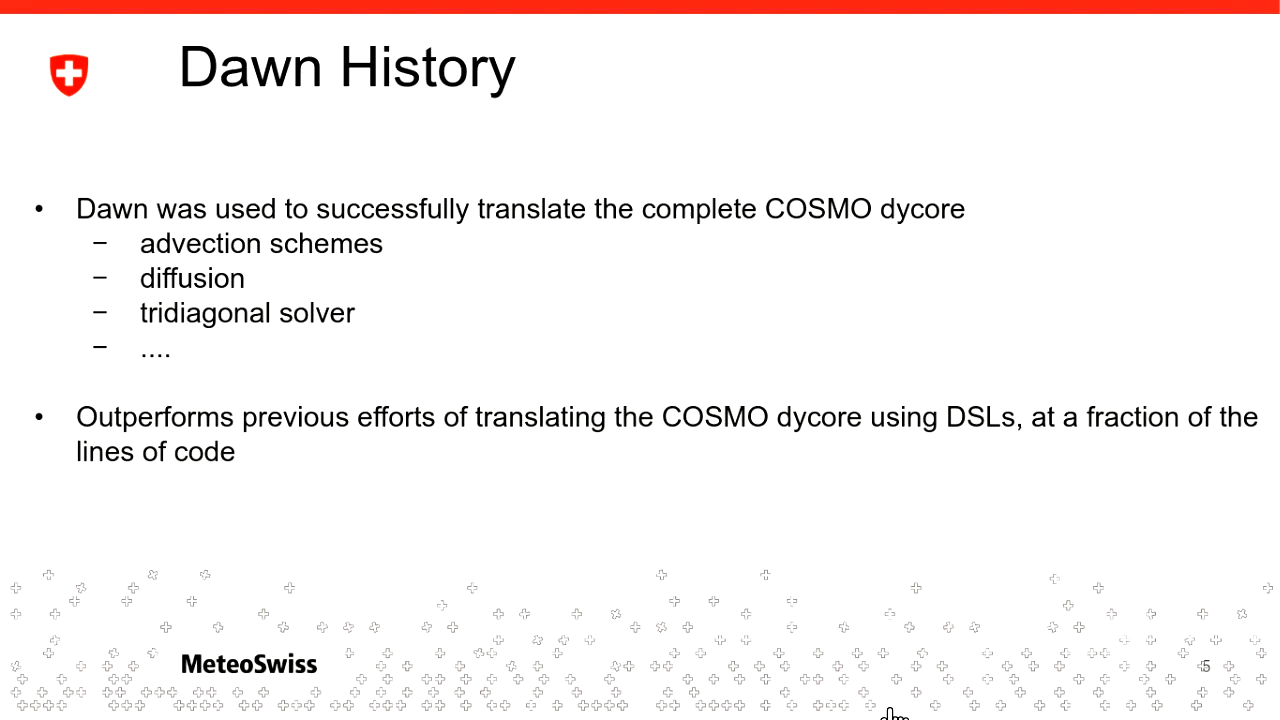 Dawn History
• Dawn was used to successfully translate the complete COSMO dycore
– advection schemes
– diffusion
– tridiagonal solver
– ....
• Outperforms previous efforts of translating the COSMO dycore using DSLs, at a fraction of the
lines of code
MeteoSwiss
5